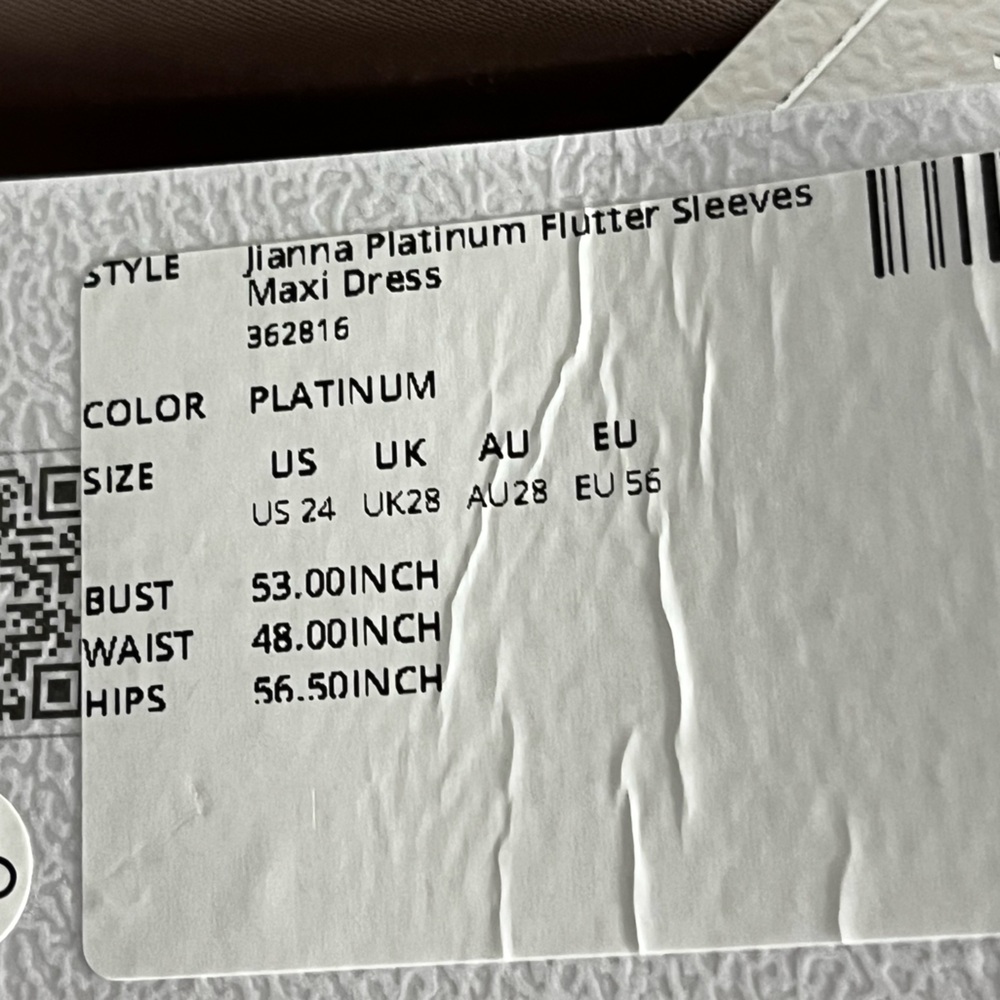 STYLE Jianna Platinum Flutter Sleeves
Maxi Dress
362816
COLOR PLATINUM
SIZE US UK AU EU
US 24 UK28 AU28 EU 56
BUST 53.00INCH
WAIST 48.00INCH
HIPS 56.50INCH